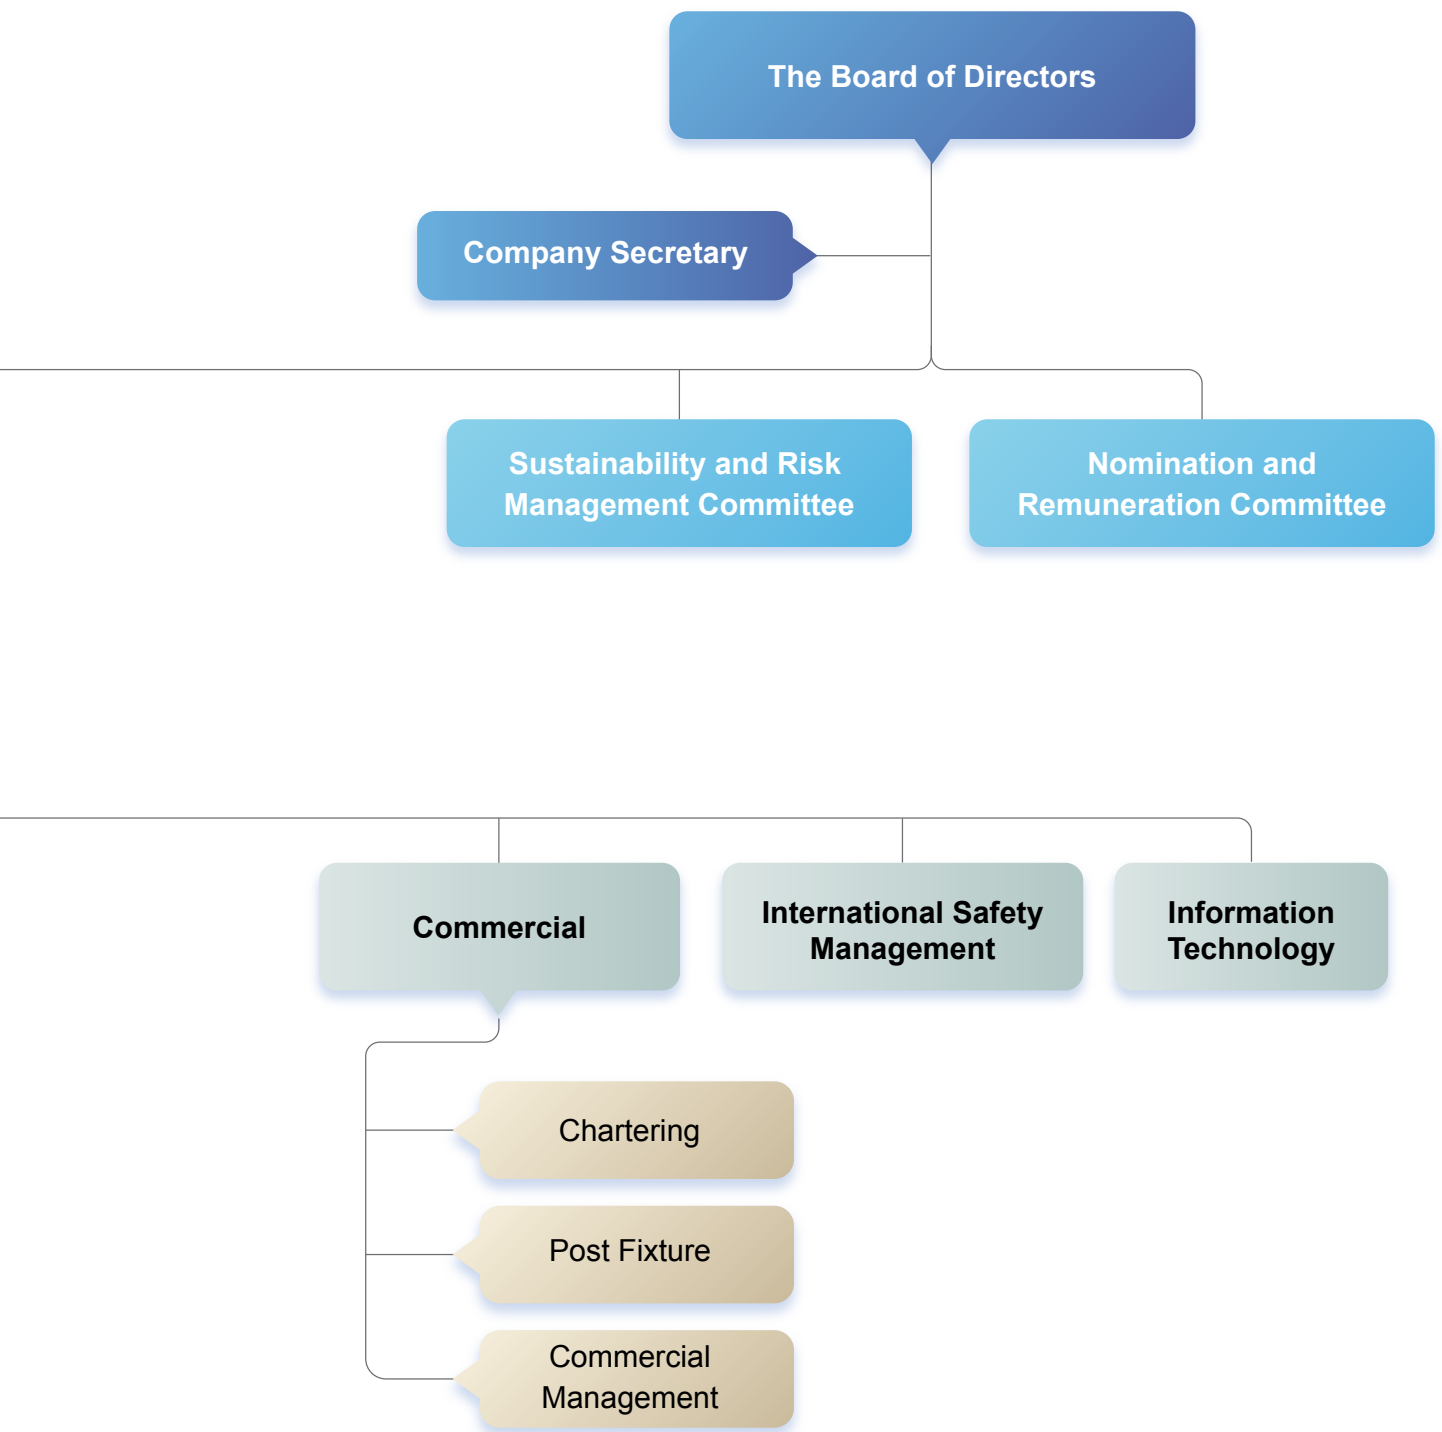 The Board of Directors
Company Secretary
Sustainability and Risk
Management Committee
Nomination and
Remuneration Committee
Commercial
International Safety
Management
Information
Technology
Chartering
Post Fixture
Commercial
Management